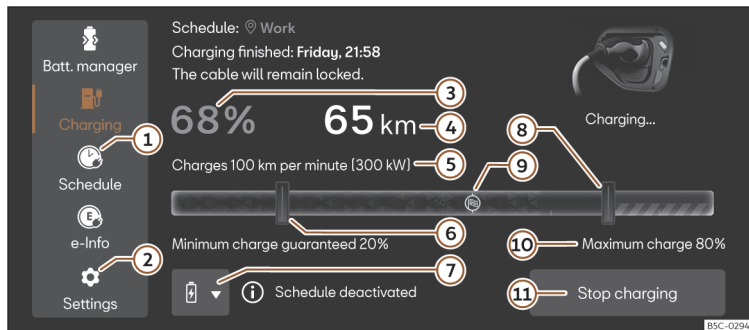 Batt. manager
Charging
1
Schedule
E
e-Info
2
Settings
Schedule: Work
Charging finished: Friday, 21:58
The cable will remain locked.
68%
3
65 km
4
Charging...
Charges 100 km per minute (300 kW)
5
8
9
6
Minimum charge guaranteed 20%
10
Maximum charge 80%
7
i Schedule deactivated
11
Stop charging
B5C-0294